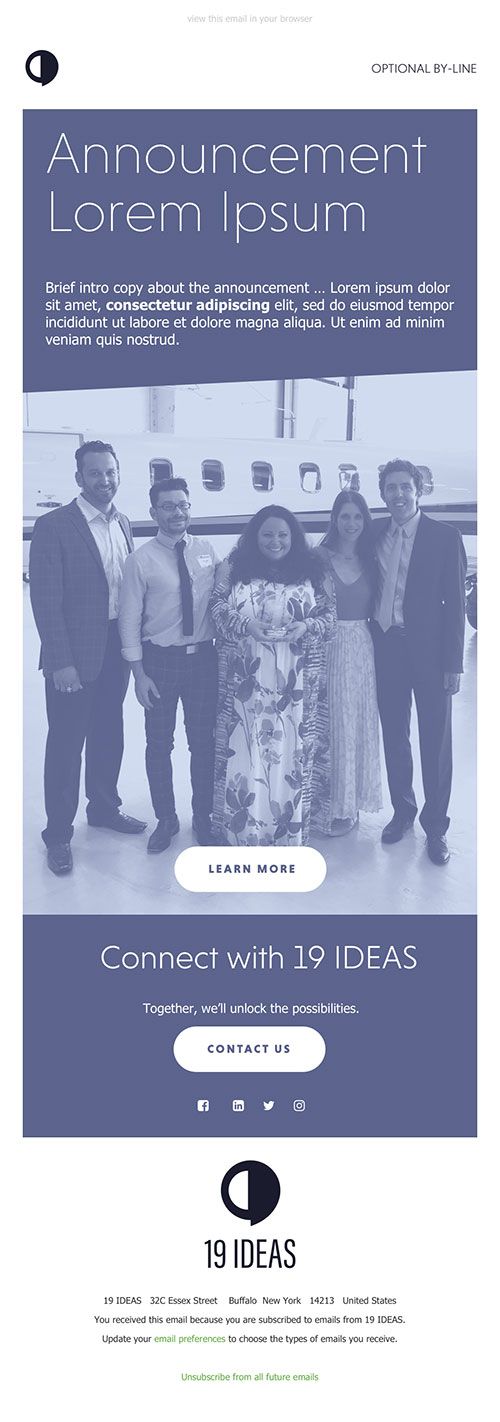 view this email in your browser
OPTIONAL BY-LINE
Announcement
Lorem Ipsum
Brief intro copy about the announcement ... Lorem ipsum dolor
sit amet, consectetur adipiscing elit, sed do eiusmod tempor
incididunt ut labore et dolore magna aliqua. Ut enim ad minim
veniam quis nostrud.
LEARN MORE
Connect with 19 IDEAS
Together, we’ll unlock the possibilities.
CONTACT US
19 IDEAS
19 IDEAS 32C Essex Street Buffalo New York 14213 United States
You received this email because you are subscribed to emails from 19 IDEAS.
Update your email preferences to choose the types of emails you receive.
Unsubscribe from all future emails